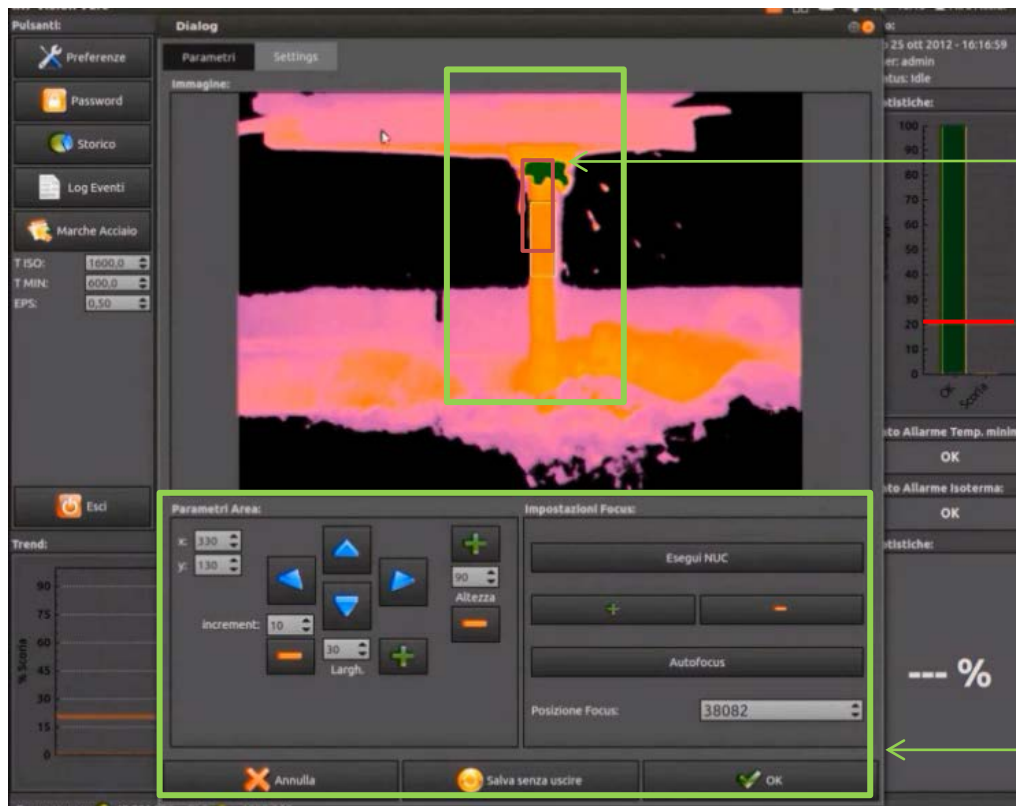 Pulsanti:
Preferenze
Password
Storico
Log Eventi
Marche Acciaio
T ISO: 1600,0
T MIN: 600,0
EPS: 0,50
Esci
Trend:
% Scoria
90
75
60
45
30
15
0
Dialog
Parametri
Settings
Immagine:
Parametri Area:
x: 330
y: 130
increment: 10
30
Largh.
90
Altezza
Impostazioni Focus:
Esegui NUC
Autofocus
Posizione Focus: 38082
Annulla
Salva senza uscire
OK
25 ott 2012 - 16:16:59
er: admin
atus: Idle
atistiche:
100
90
80
70
60
50
40
30
20
10
0
OK
Scoria
to Allarme Temp. minin
OK
to Allarme Isoterma:
OK
tistiche:
--- %